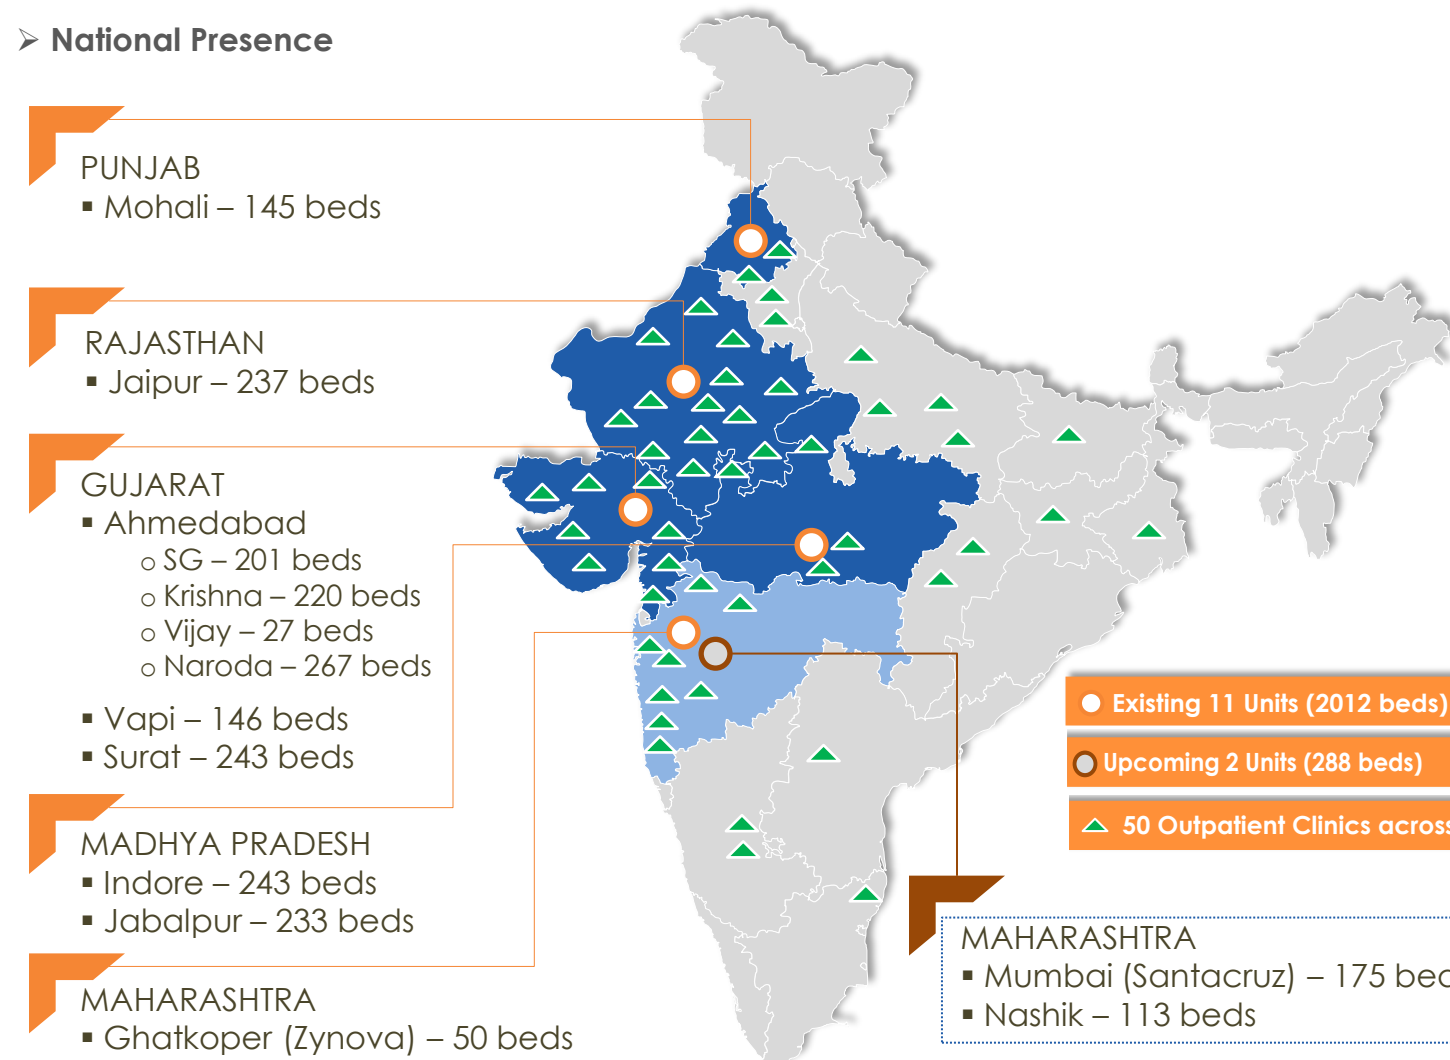 ➢ National Presence
PUNJAB
▪ Mohali – 145 beds
RAJASTHAN
▪ Jaipur – 237 beds
GUJARAT
▪ Ahmedabad
o SG – 201 beds
o Krishna – 220 beds
o Vijay – 27 beds
o Naroda – 267 beds
▪ Vapi – 146 beds
▪ Surat – 243 beds
MADHYA PRADESH
▪ Indore – 243 beds
▪ Jabalpur – 233 beds
MAHARASHTRA
▪ Ghatkoper (Zynova) – 50 beds
Existing 11 Units (2012 beds)
Upcoming 2 Units (288 beds)
50 Outpatient Clinics across
MAHARASHTRA
▪ Mumbai (Santacruz) – 175
▪ Nashik – 113 beds